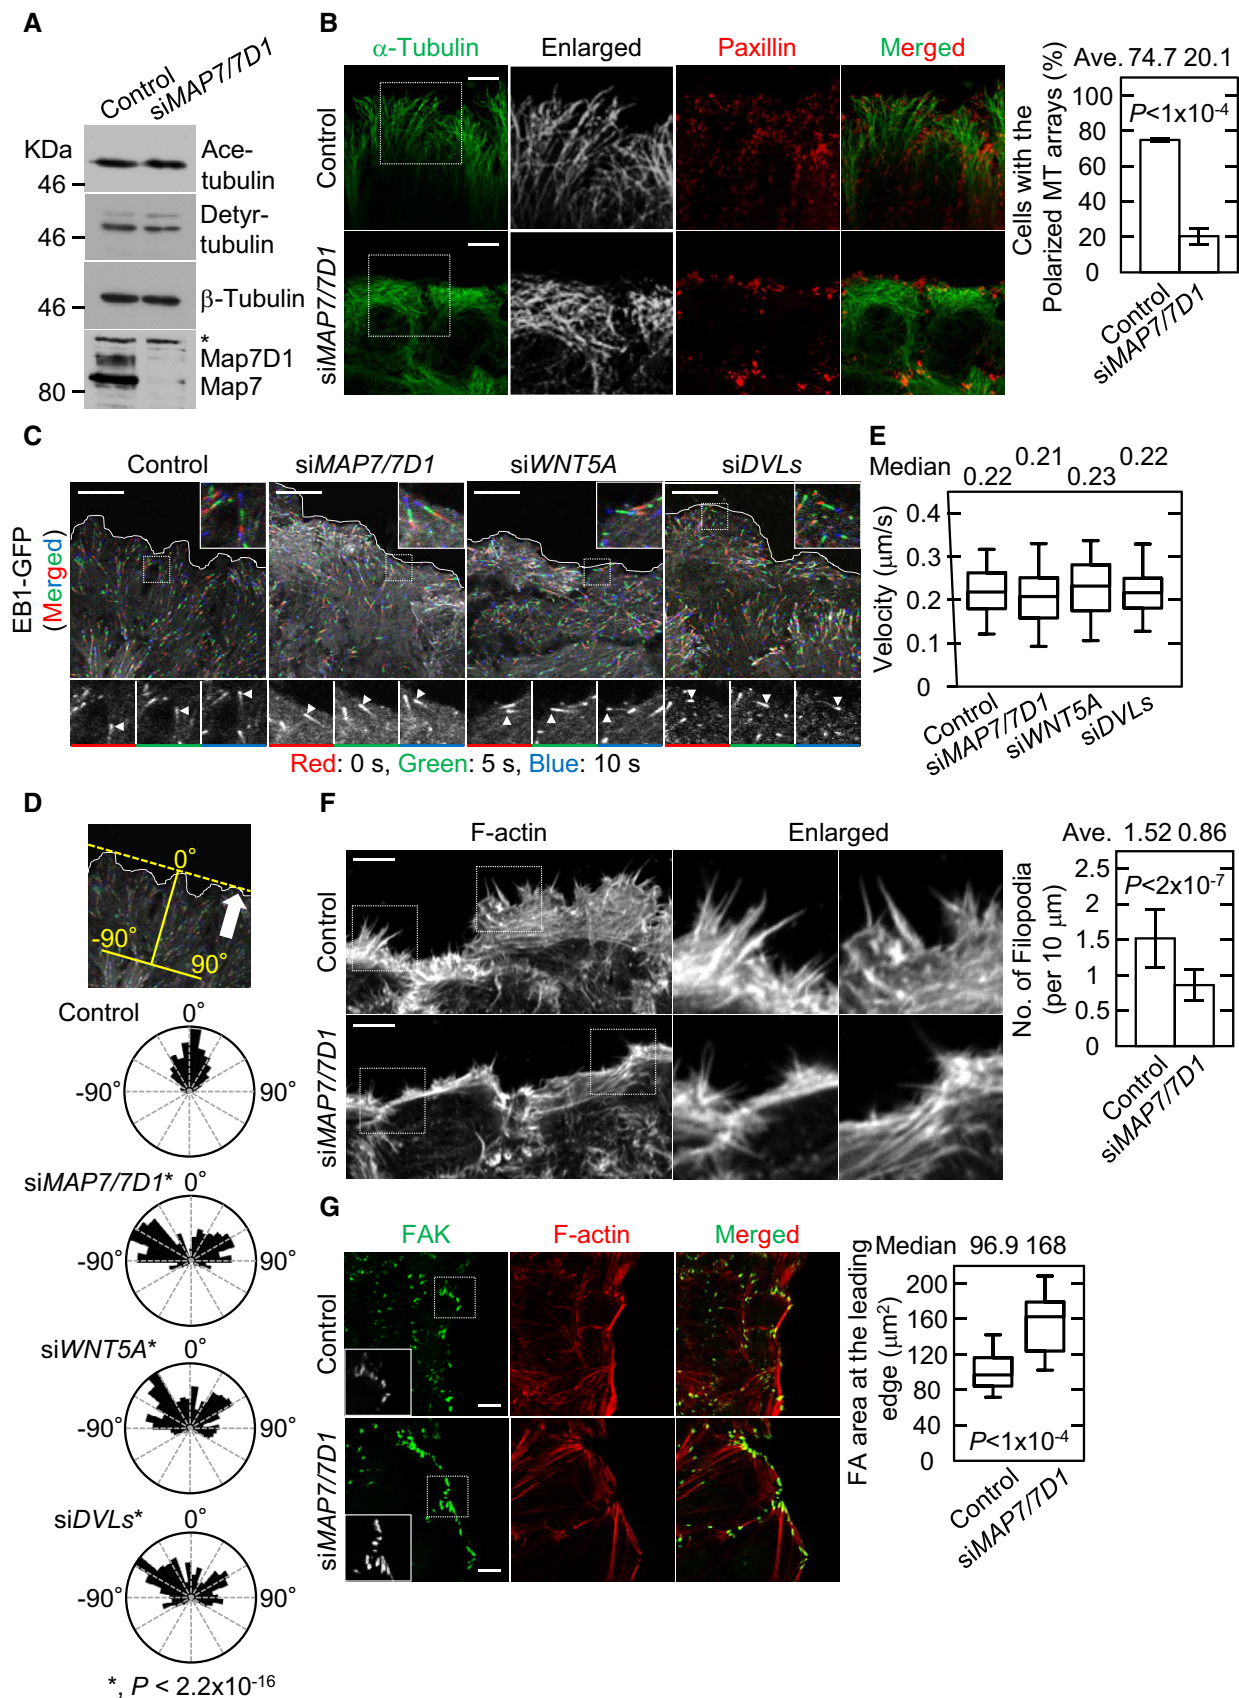 A
Control
siMAP7/7D1
KDa
46
Ace-
tubulin
46
Detyr-
tubulin
46
β-Tubulin
*
Map7D1
80
Map7
B
α-Tubulin Enlarged Paxillin Merged
Control
siMAP7/7D1
Ave. 74.7 20.1
P<1x10-4
Cells with the
Polarized MT arrays (%)
100
80
60
40
20
0
Control
siMAP7/7D1
C
Control siMAP7/7D1 siWNT5A siDVLs
EB1-GFP
(Merged)
Red: 0 s, Green: 5 s, Blue: 10 s
E
Median 0.22 0.21 0.23 0.22
Velocity (μm/s)
0.4
0.3
0.2
0.1
0
Control
siMAP7/7D1
siWNT5A
siDVLs
D
0°
-90°
90°
Control
0°
-90° 90°
siMAP7/7D1* 0°
-90° 90°
siWNT5A* 0°
-90° 90°
siDVLs* 0°
-90° 90°
*, P < 2.2x10-16
F
F-actin Enlarged
Control
siMAP7/7D1
Ave. 1.52 0.86
P<2x10-7
No. of Filopodia
(per 10 μm)
2.5
2
1.5
1
0.5
0
Control
siMAP7/7D1
G
FAK F-actin Merged
Control
siMAP7/7D1
Median 96.9 168
FA area at the leading
edge (μm2)
200
160
120
80
40
0
P<1x10-4
Control
siMAP7/7D1